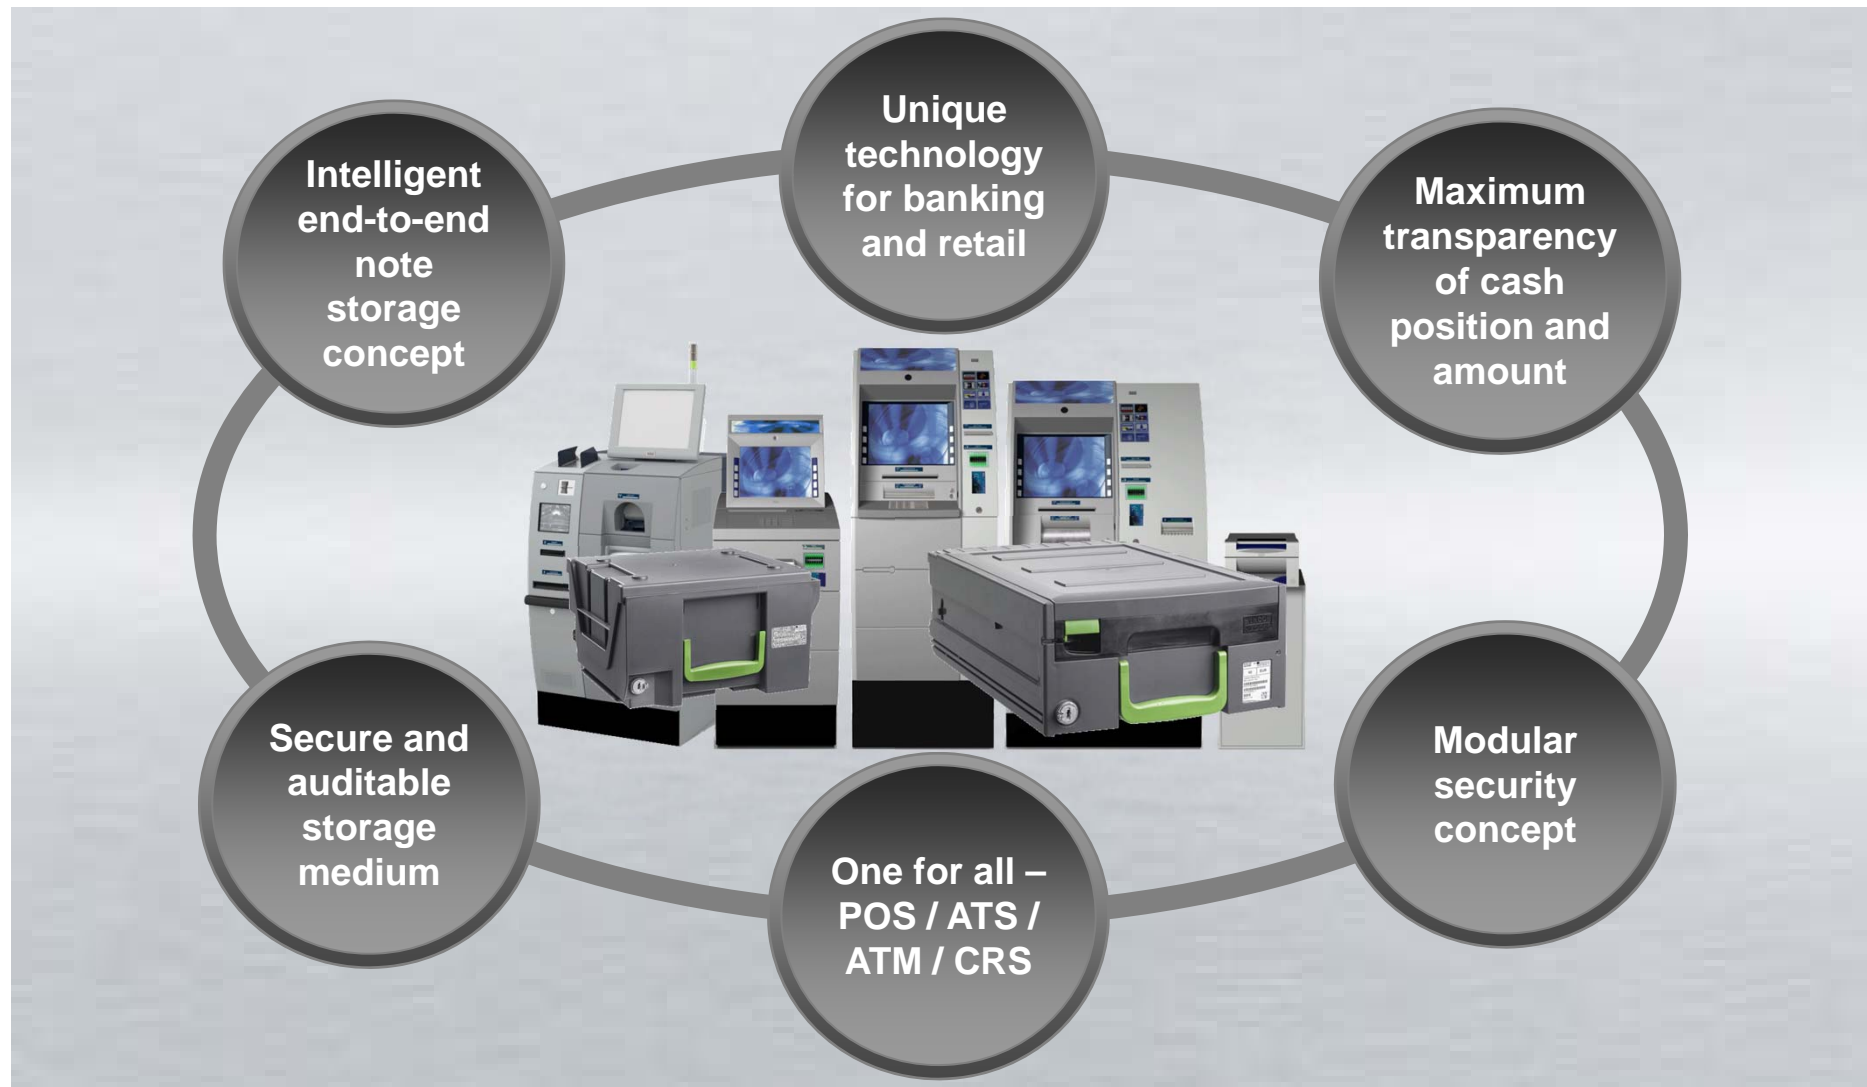 Unique
technology
for banking
and retail
Intelligent
end-to-end
note
storage
concept
Maximum
transparency
of cash
position and
amount
Secure and
auditable
storage
medium
Modular
security
concept
One for all –
POS / ATS /
ATM / CRS